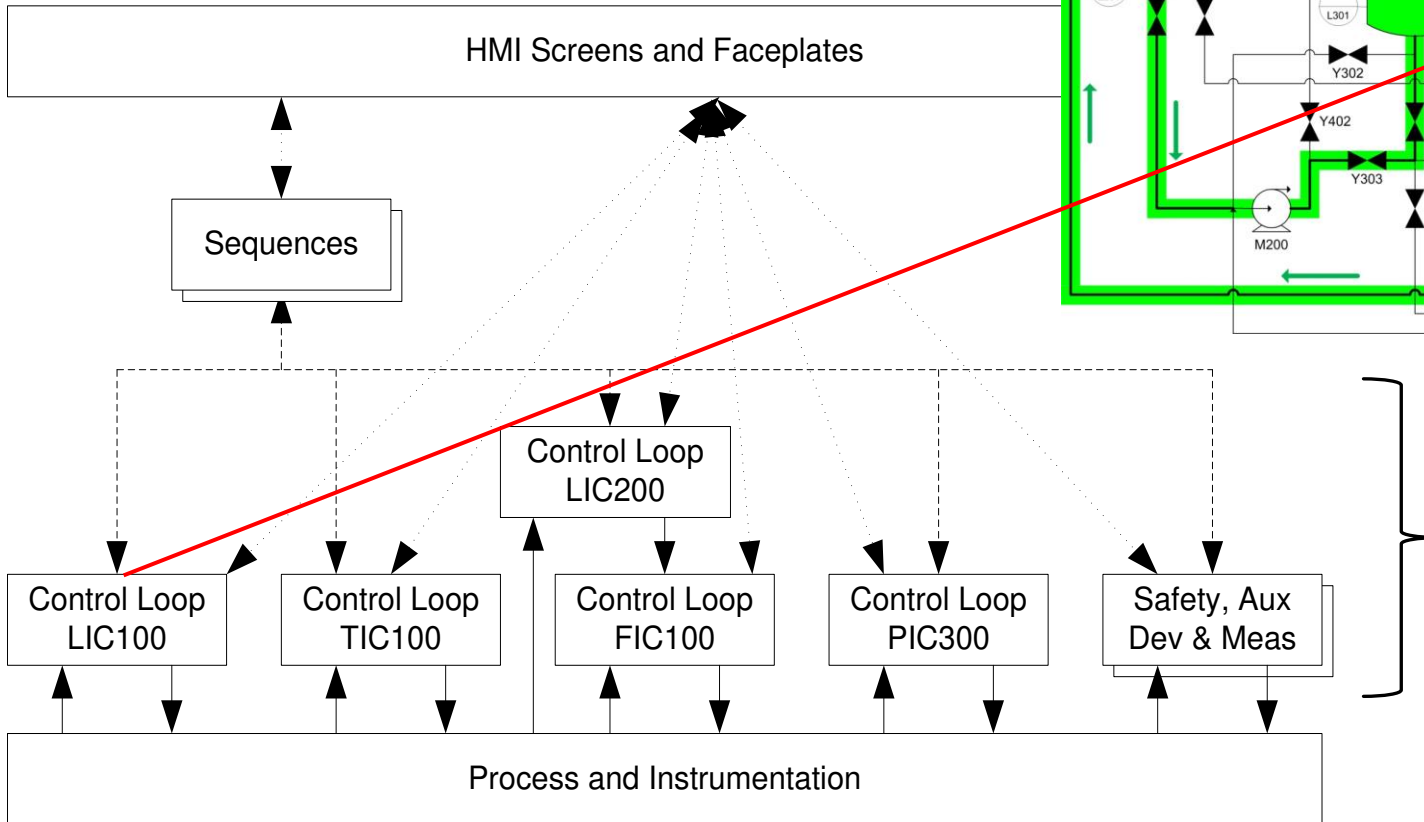 HMI Screens and Faceplates
L301
Y302
Y402
Y303
M200
Sequences
Control Loop
LIC200
Control Loop
LIC100
Control Loop
TIC100
Control Loop
FIC100
Control Loop
PIC300
Safety, Aux
Dev & Meas
Process and Instrumentation